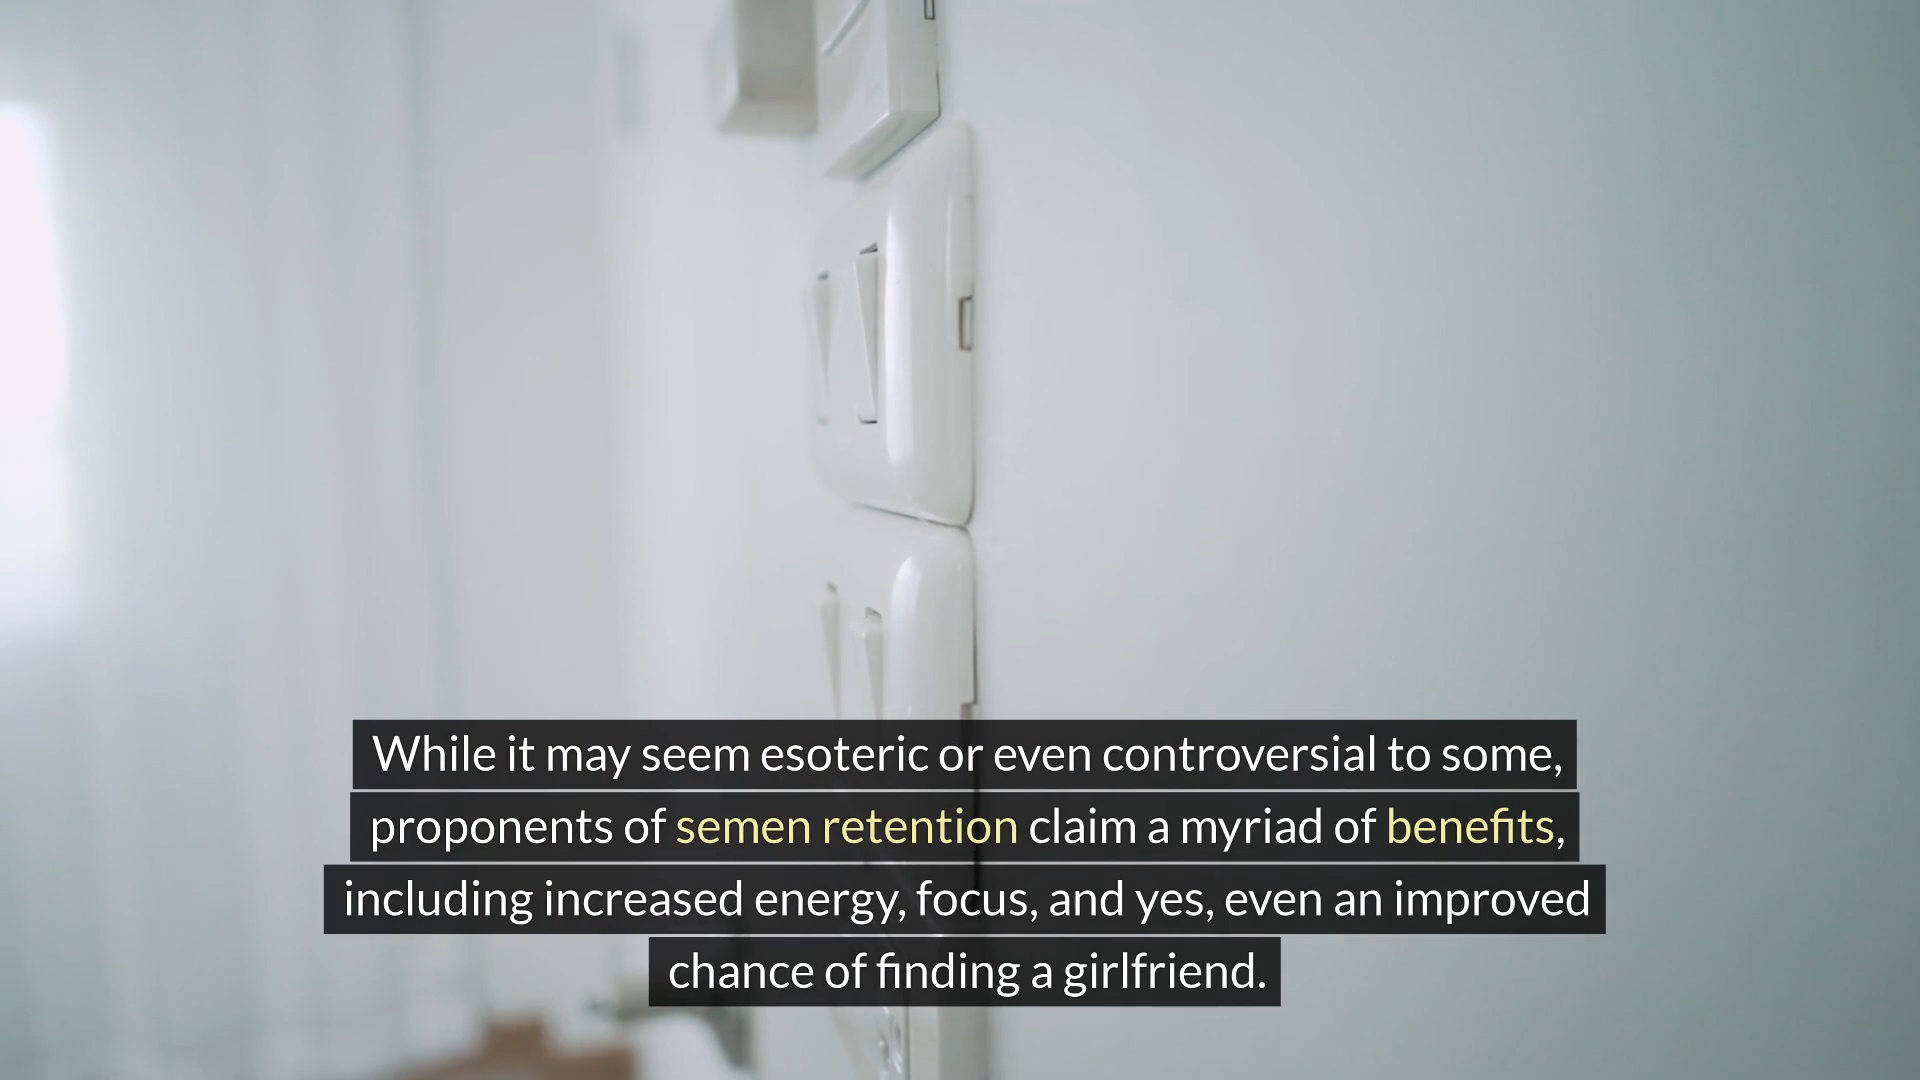 While it may seem esoteric or even controversial to some,
proponents of semen retention claim a myriad of benefits,
including increased energy, focus, and yes, even an improved
chance of finding a girlfriend.